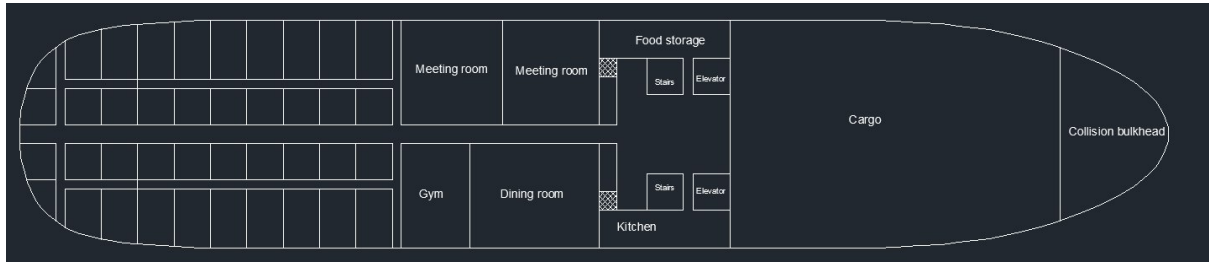 Food storage
Meeting room
Meeting room
Stairs
Elevator
Cargo
Collision bulkhead
Gym
Dining room
Stairs
Elevator
Kitchen